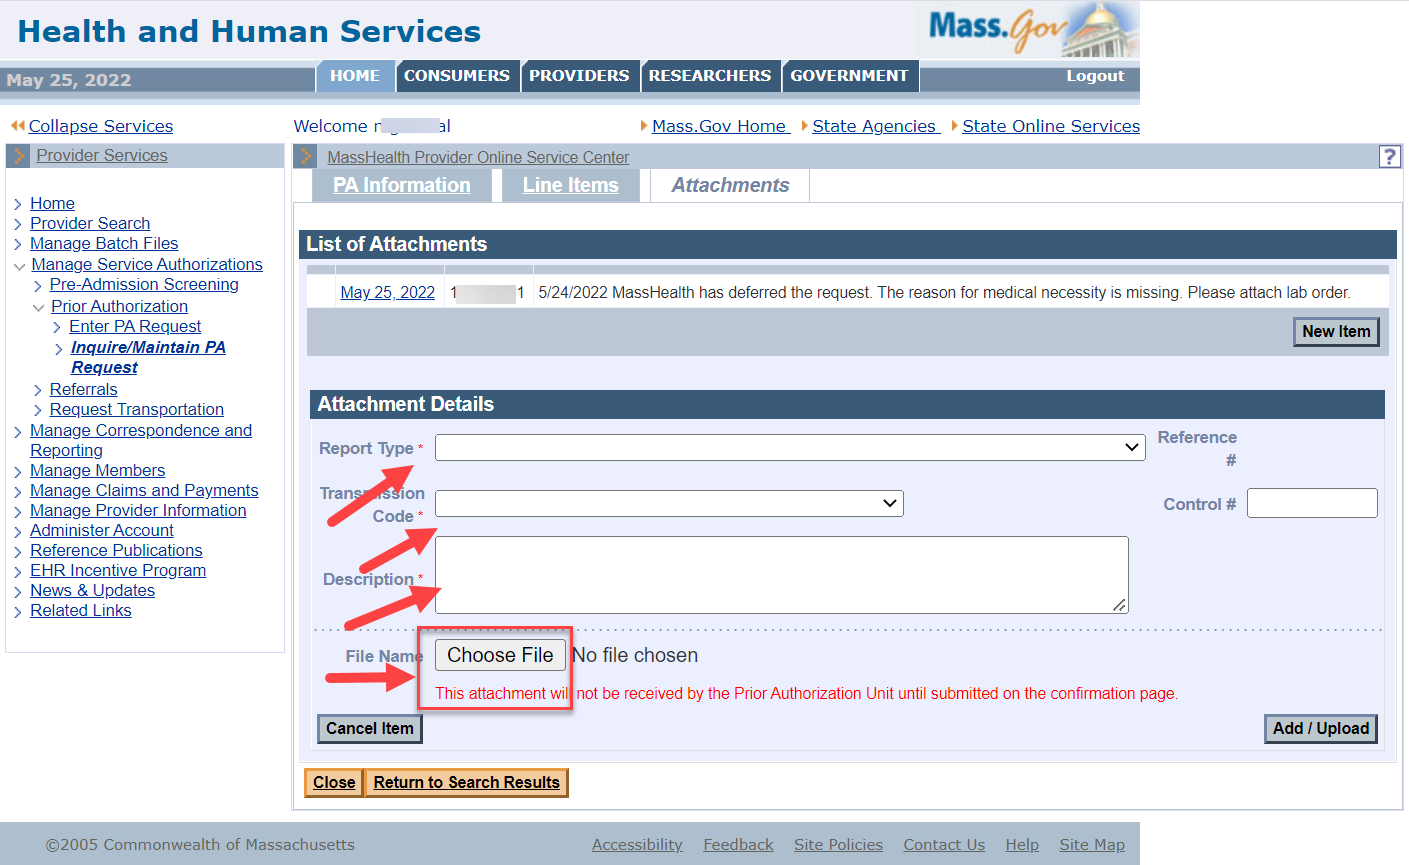 Health and Human Services
Mass.Gov
May 25, 2022
HOME CONSUMERS PROVIDERS RESEARCHERS GOVERNMENT
Logout
Collapse Services
Welcome
Mass.Gov Home State Agencies State Online Services
Provider Services
MassHealth Provider Online Service Center
?
PA Information Line Items Attachments
Home
Provider Search
Manage Batch Files
Manage Service Authorizations
Pre-Admission Screening
Prior Authorization
Enter PA Request
Inquire/Maintain PA
Request
Referrals
Request Transportation
Manage Correspondence and
Reporting
Manage Members
Manage Claims and Payments
Manage Provider Information
Administer Account
Reference Publications
EHR Incentive Program
News & Updates
Related Links
List of Attachments
May 25, 2022 1 1 5/24/2022 MassHealth has deferred the request. The reason for medical necessity is missing. Please attach lab order.
New Item
Attachment Details
Report Type *
Reference
#
Transmission
Code *
Control #
Description *
File Name Choose File No file chosen
This attachment will not be received by the Prior Authorization Unit until submitted on the confirmation page.
Cancel Item Add / Upload
Close Return to Search Results
©2005 Commonwealth of Massachusetts
Accessibility Feedback Site Policies Contact Us Help Site Map